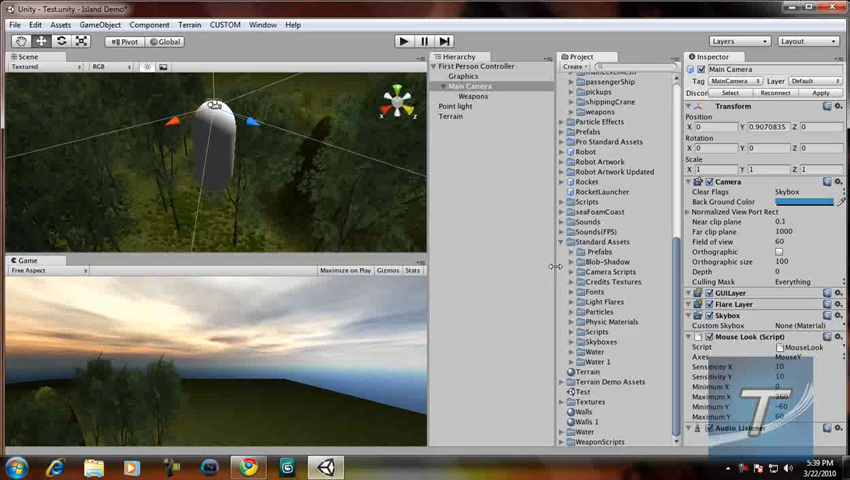 Unity - Test.unity - Island Demo*
File Edit Assets GameObject Component Terrain CUSTOM Window Help
Pivot Global Layers Layout
Scene
Textured RGB
Game
Free Aspect Maximize on Play Gizmos Stats
Hierarchy
First Person Controller
Graphics
Main Camera
Weapons
Point light
Terrain
Project
Create
passengerShip
pickups
shippingCrane
weapons
Particle Effects
Prefabs
Pro Standard Assets
Robot
Robot Artwork
Robot Artwork Updated
Rocket
RocketLauncher
Scripts
seaFoamCoast
Sounds
Sounds(FPS)
Standard Assets
Prefabs
Blob-Shadow
Camera Scripts
Credits Textures
Fonts
Light Flares
Particles
Physic Materials
Scripts
Skyboxes
Water
Water 1
Terrain
Terrain Demo Assets
Test
Textures
Walls
Walls 1
Water
WeaponScripts
Inspector
Main Camera
Tag MainCamera Layer Default
Select Reconnect Apply
Transform
Position
X 0 Y 0.9070835 Z 0
Rotation
X 0 Y 0 Z 0
Scale
X 1 Y 1 Z 1
Camera
Clear Flags Skybox
Back Ground Color
Normalized View Port Rect
Near clip plane 0.1
Far clip plane 1000
Field of view 60
Orthographic
Orthographic size 100
Depth 0
Culling Mask Everything
GUILayer
Flare Layer
Skybox
Custom Skybox None (Material)
Mouse Look (Script)
Script MouseLook
Axes MouseY
Sensitivity X 10
Sensitivity Y 10
Minimum X 0
Maximum X 360
Minimum Y -60
Maximum Y 60
Audio Listener
T
5:39 PM
3/22/2010